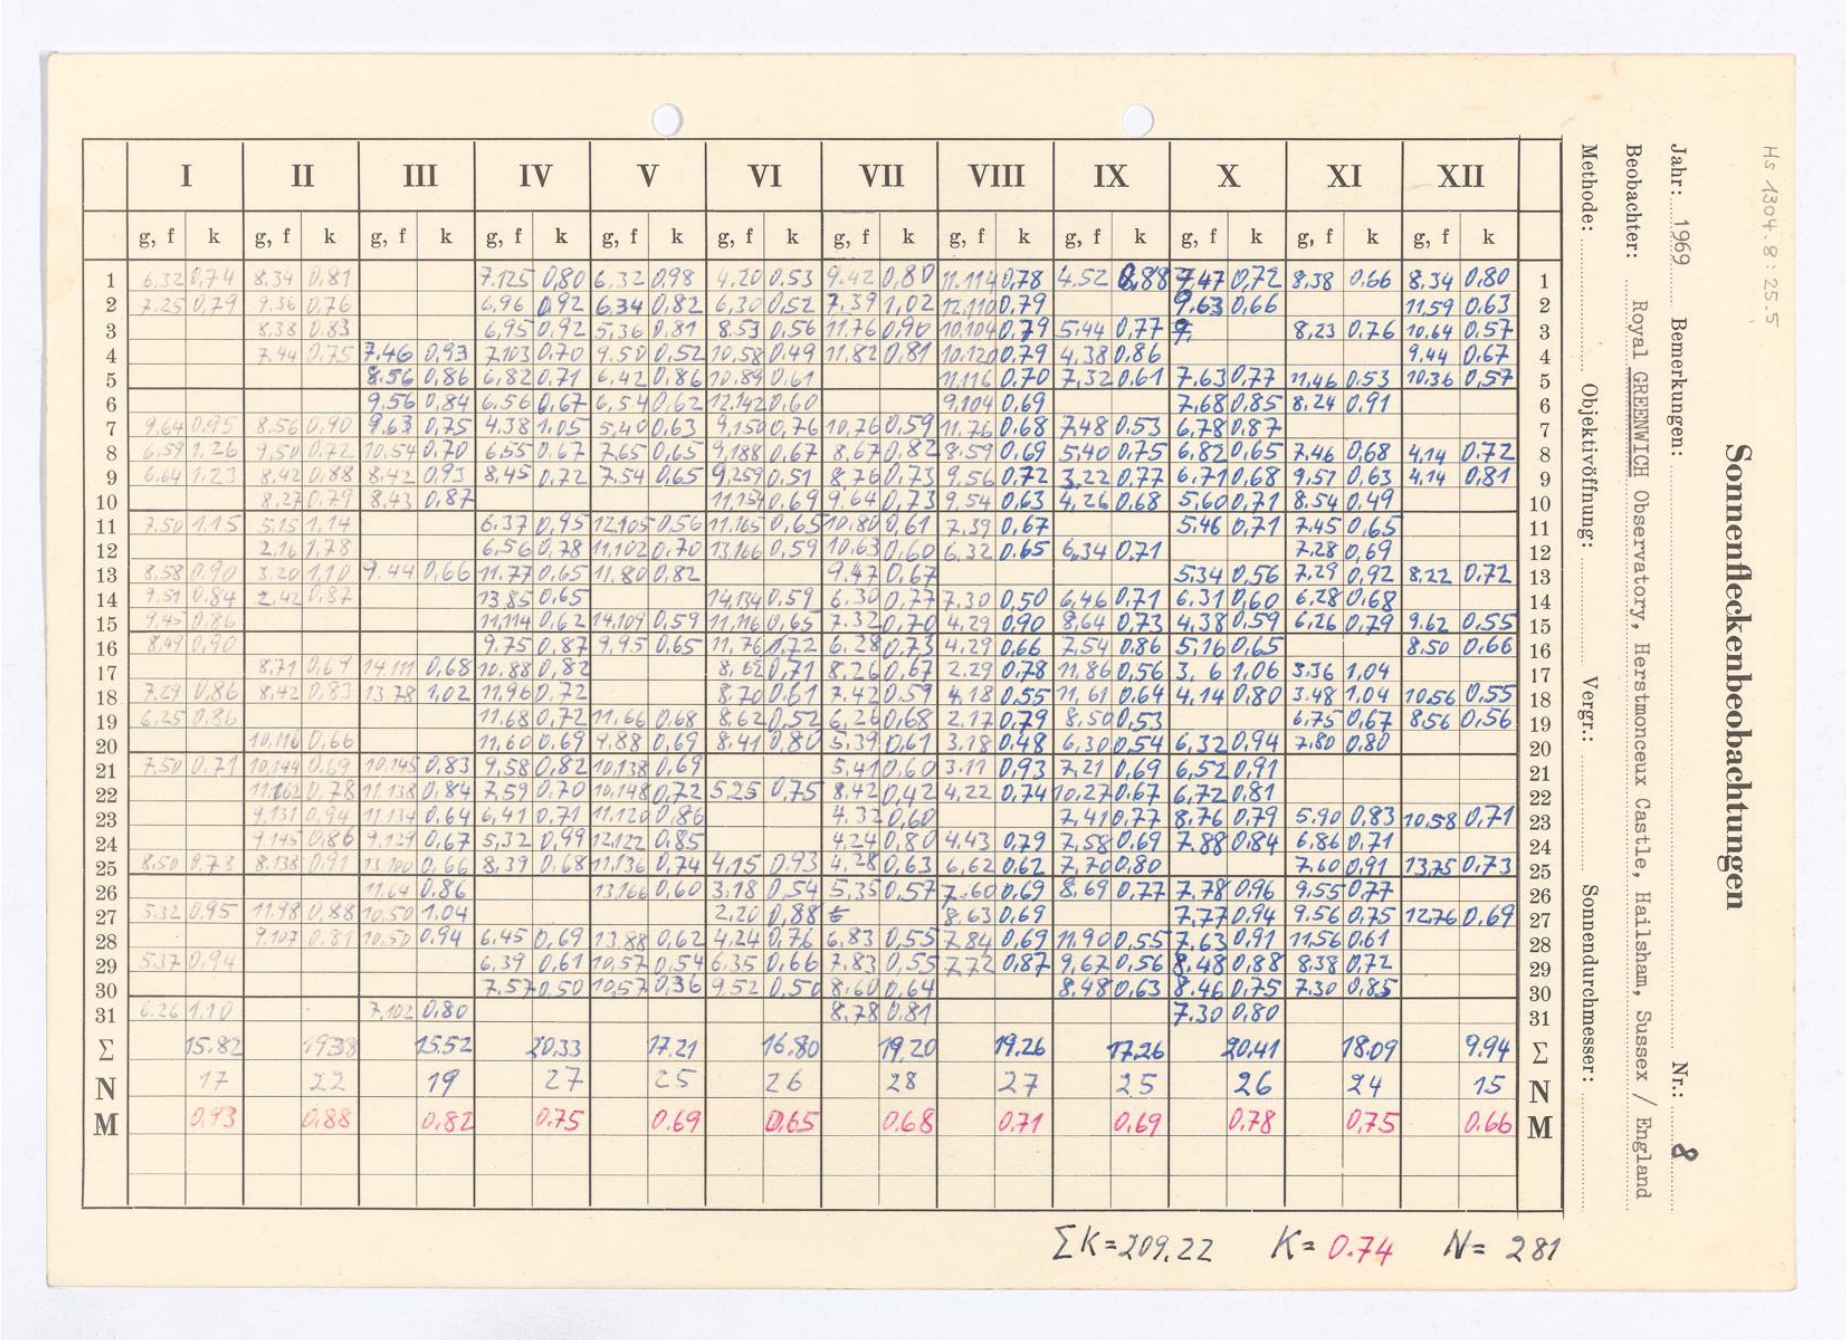 Hs 1304.8:25.5
Sonnenfleckenbeobachtungen
Jahr: 1969 Bemerkungen: Nr.: 8
Beobachter: Royal GREENWICH Observatory, Herstmonceux Castle, Hailsham, Sussex / England
Methode: Objektivöffnung: Vergr.: Sonnendurchmesser:
I II III IV V VI VII VIII IX X XI XII
g, f k g, f k g, f k g, f k g, f k g, f k g, f k g, f k g, f k g, f k g, f k g, f k
1 6.32 0,74 8.34 0,81 7.125 0,80 6.32 0,98 4.20 0.53 9.42 0,80 11.114 0,78 4.52 0,88 7.47 0,72 8,38 0.66 8,34 0,80 1
2 7.25 0,79 9.36 0,76 6,96 0,92 6.34 0,82 6,30 0,52 7.39 1,02 12.110 0,79 9.63 0,66 11.59 0.63 2
3 8,38 0.83 6,95 0,92 5,36 0,81 8.53 0,56 11.76 0,90 10.104 0,79 5.44 0,77 8,23 0,76 10.64 0,57 3
4 7.44 0,75 7.46 0,93 7.103 0,70 9.50 0,52 10,58 0,49 11,82 0,81 10.120 0,79 4,38 0,86 9.44 0,67 4
5 8.56 0,86 6,82 0,71 6.42 0,86 10.89 0,61 11.116 0,70 7,32 0,61 7.63 0,77 11,46 0.53 10.36 0,57 5
6 9.56 0,84 6.56 0,67 6,54 0,62 12.142 0,60 9,104 0,69 7.68 0,85 8.24 0,91 6
7 9,64 0,95 8,56 0,90 9.63 0,75 4.38 1,05 5,40 0,63 9,150 0,76 10,76 0,59 11.76 0.68 7.48 0.53 6,78 0.87 7
8 6,59 1,26 9,50 0,72 10.54 0,70 6.55 0.67 7,65 0,65 9,188 0,67 8,67 0,82 8.59 0,69 5,40 0,75 6,82 0,65 7,46 0,68 4,14 0.72 8
9 6,64 1.23 8,42 0,88 8,42 0,93 8,45 0,72 7.54 0,65 9,259 0,51 8,76 0,73 9.56 0,72 3,22 0,77 6,71 0,68 9,57 0,63 4,14 0,81 9
10 8,27 0.79 8,43 0,87 11,154 0,69 9,64 0,73 9.54 0,63 4,26 0,68 5,60 0,71 8.54 0,49 10
11 7.50 1.15 5.15 1,14 6.37 0,95 12.105 0,56 11.165 0,65 10,80 0,61 7.39 0,67 5.46 0,71 7.45 0,65 11
12 2.16 1,78 6,56 0,78 11,102 0,70 13,166 0,59 10.63 0,60 6.32 0.65 6,34 0,71 7.28 0,69 12
13 8,58 0,90 3.20 1,10 9.44 0,66 11.77 0,65 11.80 0,82 9.47 0,67 5.34 0,56 7.29 0,92 8,22 0,72 13
14 9,51 0,84 2,42 0,87 13,85 0,65 14,134 0,59 6.30 0,77 7.30 0,50 6,46 0,71 6.31 0,60 6.28 0,68 14
15 9,45 0,86 11,114 0,62 14.109 0,59 11,116 0,65 7.32 0,70 4.29 0,90 8,64 0,73 4,38 0,59 6,26 0,79 9.62 0,55 15
16 8,49 0,90 9.75 0,87 9,95 0,65 11,76 0,72 6.28 0,73 4,29 0,66 7,54 0,86 5,16 0,65 8,50 0,66 16
17 8,71 0,67 14.111 0,68 10.88 0,82 8,62 0,71 8.26 0,67 2.29 0,78 11,86 0,56 3.6 1,06 3.36 1,04 17
18 7.29 0,86 8,42 0,83 13.78 1,02 11,96 0,72 8,70 0,61 7.42 0,59 4,18 0,55 11,61 0,64 4,14 0,80 3.48 1,04 10,56 0,55 18
19 6,25 0,86 11.68 0,72 11.66 0,68 8,62 0,52 6,26 0,68 2.17 0,79 8,50 0,53 6,75 0,67 8,56 0,56 19
20 10,116 0,66 11,60 0.69 9.88 0,69 8,41 0,80 5,39 0,61 3.18 0,48 6,30 0,54 6,32 0,94 7,80 0,80 20
21 7.50 0,71 10,144 0,69 10,145 0,83 9,58 0,82 10,138 0,69 5.41 0,60 3.11 0,93 7,21 0,69 6,52 0,91 21
22 11,162 0,78 11,138 0,84 7,59 0,70 10,148 0,72 5.25 0,75 8,42 0,42 4,22 0,74 10,27 0,67 6,72 0,81 22
23 9,131 0,94 11,134 0,64 6,41 0,71 11,120 0,86 4.32 0,60 7,41 0,77 8,76 0,79 5.90 0,83 10.58 0,71 23
24 9,145 0,86 9,129 0,67 5,32 0,99 12,122 0,85 4.24 0,80 4.43 0,79 7,58 0,69 7.88 0,84 6,86 0,71 24
25 8,50 0,78 8,138 0,91 13,100 0,66 8,39 0,68 11,136 0,74 4,15 0,93 4,28 0,63 6,62 0.62 7,70 0,80 7.60 0,91 13,75 0,73 25
26 11,64 0.86 13,166 0,60 3.18 0,54 5,35 0,57 7.60 0,69 8,69 0,77 7.78 0,96 9,55 0,77 26
27 5.32 0,95 11.98 0,88 10,50 1.04 2,20 0,88 8.63 0,69 7.77 0,94 9.56 0,75 12.76 0,69 27
28 9.107 0,81 10,50 0,94 6,45 0,69 13,88 0,62 4,24 0,76 6,83 0,55 7,84 0,69 11.90 0,55 7.63 0,91 11,56 0,61 28
29 5.37 0,94 6,39 0,61 10,57 0,54 6.35 0,66 7.83 0,55 7.72 0,87 9,67 0,56 8.48 0,88 8,38 0,72 29
30 7.57 0,50 10,57 0,36 9.52 0,50 8.60 0,64 8,48 0,63 8.46 0,75 7.30 0,85 30
31 6.26 1,10 7,102 0,80 8,78 0,81 7.30 0,80 31
Σ 15.82 19.38 15.52 20,33 17.21 16,80 19,20 19,26 17,26 20,41 18.09 9.94 Σ
N 17 22 19 27 25 26 28 27 25 26 24 15 N
M 0,93 0,88 0,82 0.75 0.69 0,65 0,68 0,71 0,69 0,78 0,75 0.66 M
ΣK=209.22 K=0.74 N=281